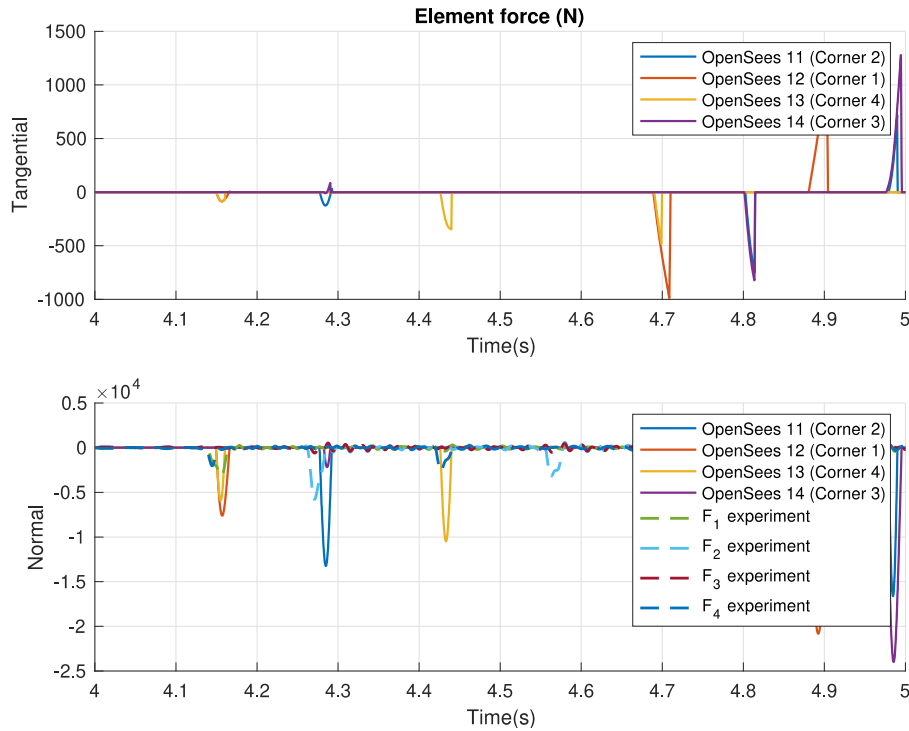 Element force (N)
1500
1000
500
0
-500
-1000
Tangential
OpenSees 11 (Corner 2)
OpenSees 12 (Corner 1)
OpenSees 13 (Corner 4)
OpenSees 14 (Corner 3)
4 4.1 4.2 4.3 4.4 4.5 4.6 4.7 4.8 4.9 5
Time(s)
×10⁴
0.5
0
-0.5
-1
-1.5
-2
-2.5
Normal
OpenSees 11 (Corner 2)
OpenSees 12 (Corner 1)
OpenSees 13 (Corner 4)
OpenSees 14 (Corner 3)
F₁ experiment
F₂ experiment
F₃ experiment
F₄ experiment
4 4.1 4.2 4.3 4.4 4.5 4.6 4.7 4.8 4.9 5
Time(s)